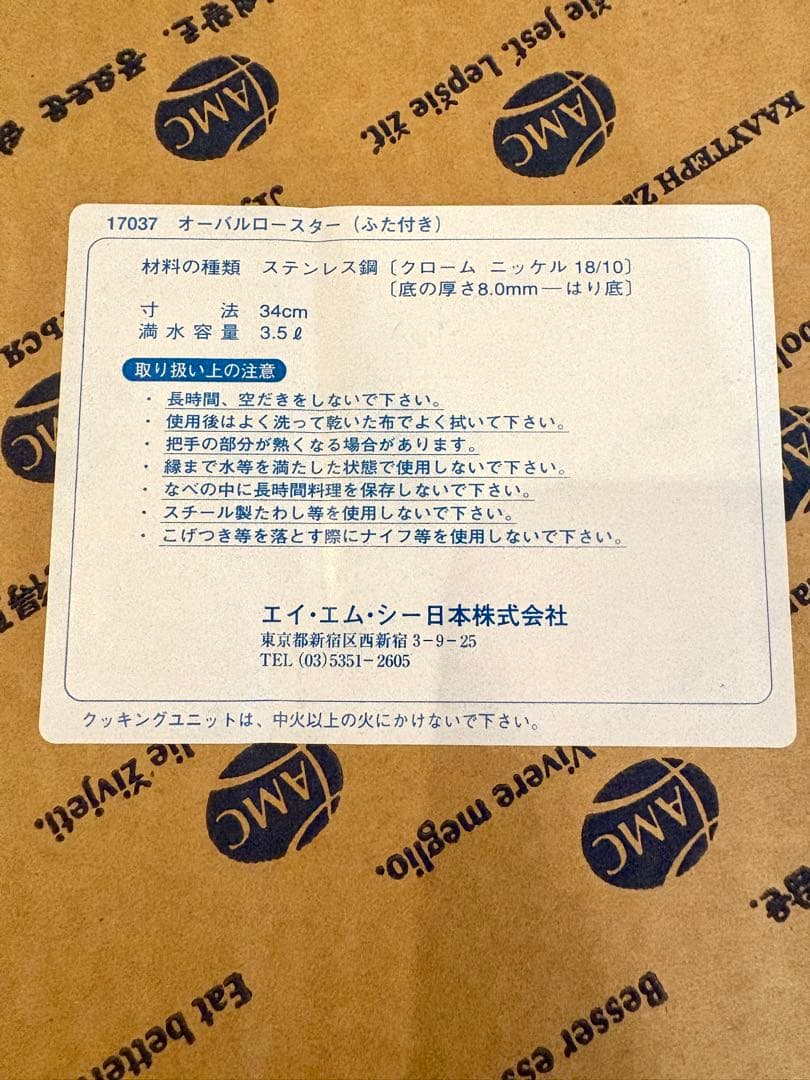 Lepšie žiť.
že jest.
AMC
AMC
ΚΑΛΥΤΕΡΗ
17037 オーバルロースター（ふた付き）
材料の種類 ステンレス鋼〔クローム ニッケル 18/10〕
〔底の厚さ8.0mm―はり底〕
寸法 34cm
満水容量 3.5ℓ
取り扱い上の注意
・ 長時間、空だきをしないで下さい。
・ 使用後はよく洗って乾いた布でよく拭いて下さい。
・ 把手の部分が熱くなる場合があります。
・ 縁まで水等を満たした状態で使用しないで下さい。
・ なべの中に長時間料理を保存しないで下さい。
・ スチール製たわし等を使用しないで下さい。
・ こげつき等を落とす際にナイフ等を使用しないで下さい。
エイ・エム・シー日本株式会社
東京都新宿区西新宿 3-9-25
TEL (03)5351-2605
クッキングユニットは、中火以上の火にかけないで下さい。
AMC
živjeti.
AMC
Vivere meglio.
AMC
Eat better
Besser